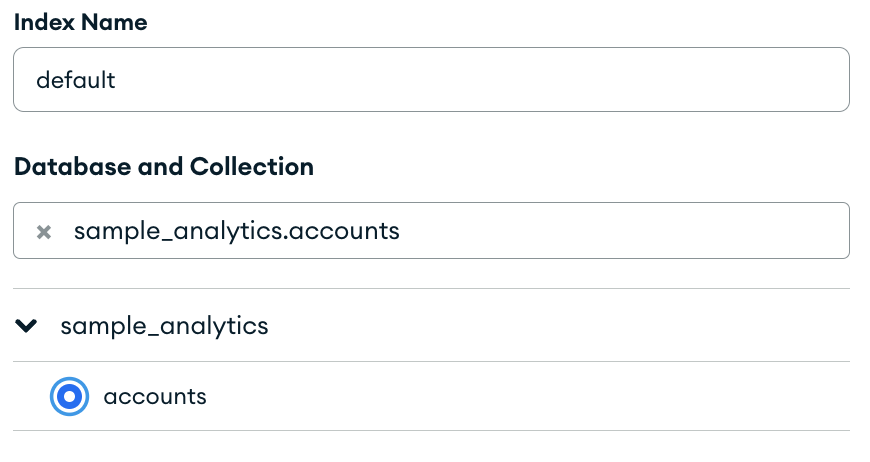 Index Name
default
Database and Collection
sample_analytics.accounts
sample_analytics
accounts